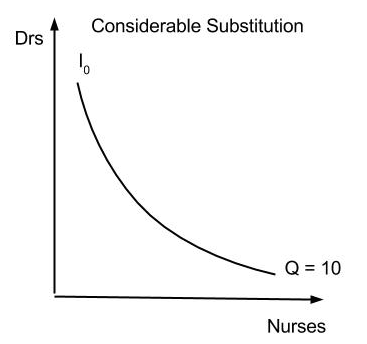 Considerable Substitution
Drs
I0
Q = 10
Nurses